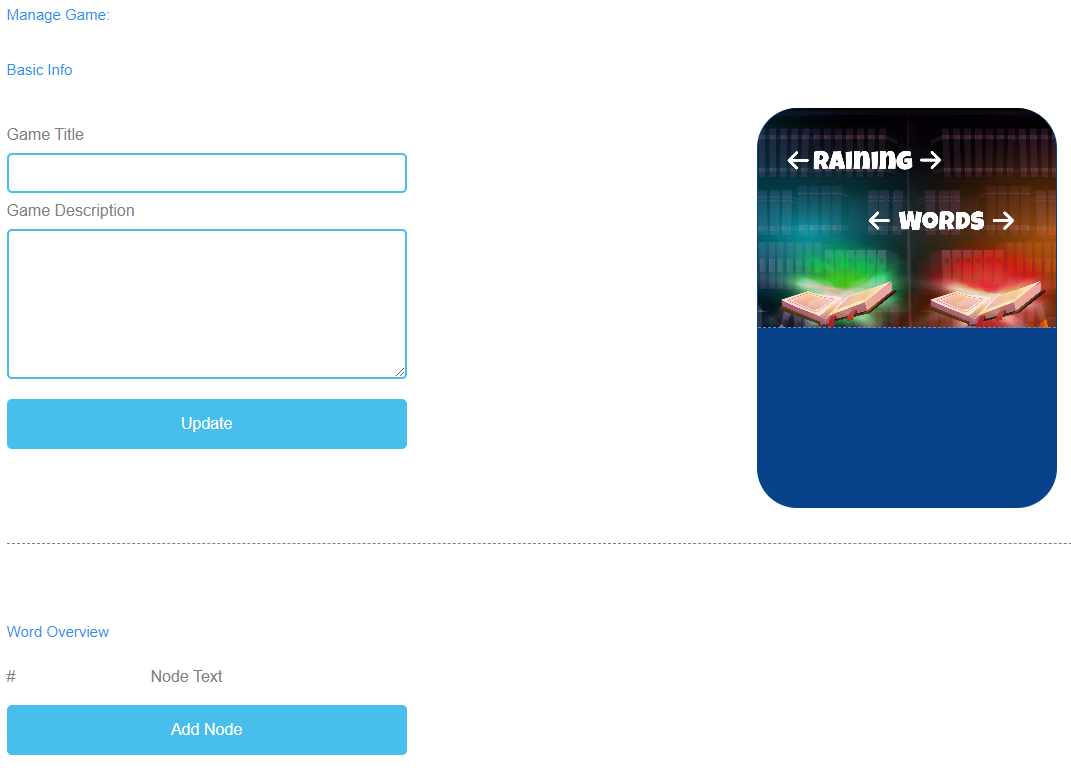 Manage Game:
Basic Info
Game Title
Game Description
Update
← RAINING →
← WORDS →
Word Overview
# Node Text
Add Node